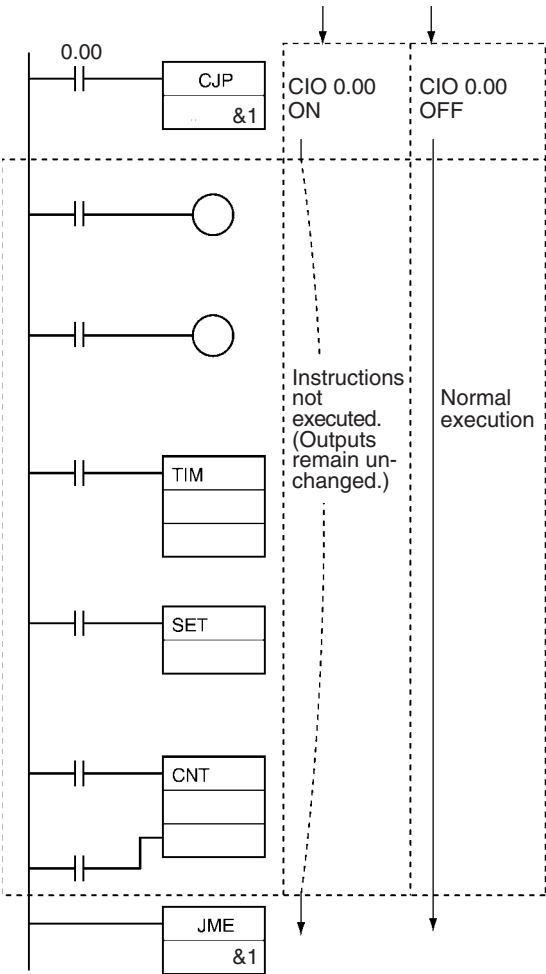 0.00
CJP
&1
CIO 0.00
ON
CIO 0.00
OFF
Instructions
not
executed.
(Outputs
remain un-
changed.)
Normal
execution
TIM
SET
CNT
JME
&1